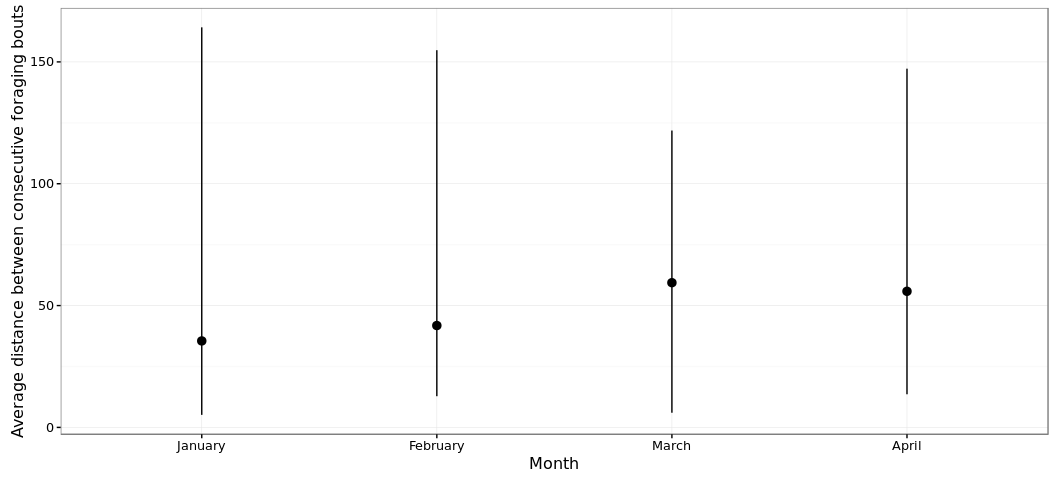 Average distance between consecutive foraging bouts
150
100
50
0
January February March April
Month